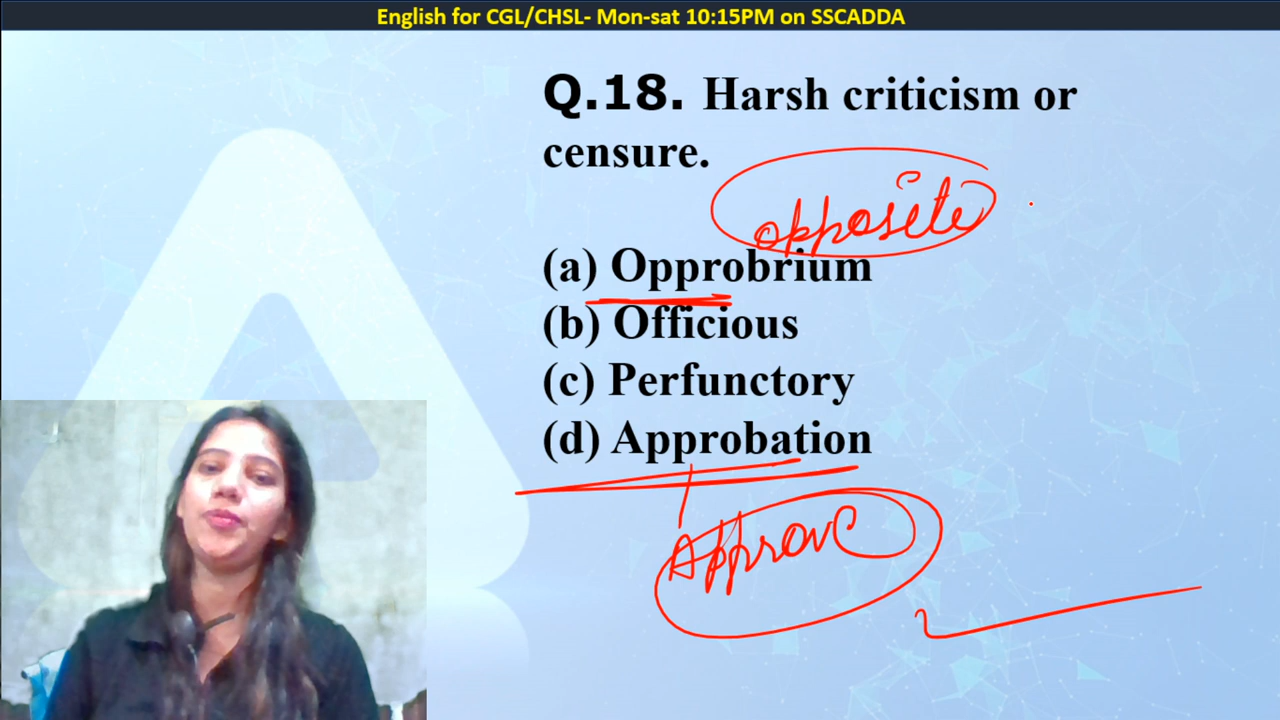 English for CGL/CHSL- Mon-sat 10:15PM on SSCADDA
Q.18. Harsh criticism or
censure.
opposite
(a) Opprobrium
(b) Officious
(c) Perfunctory
(d) Approbation
Approve